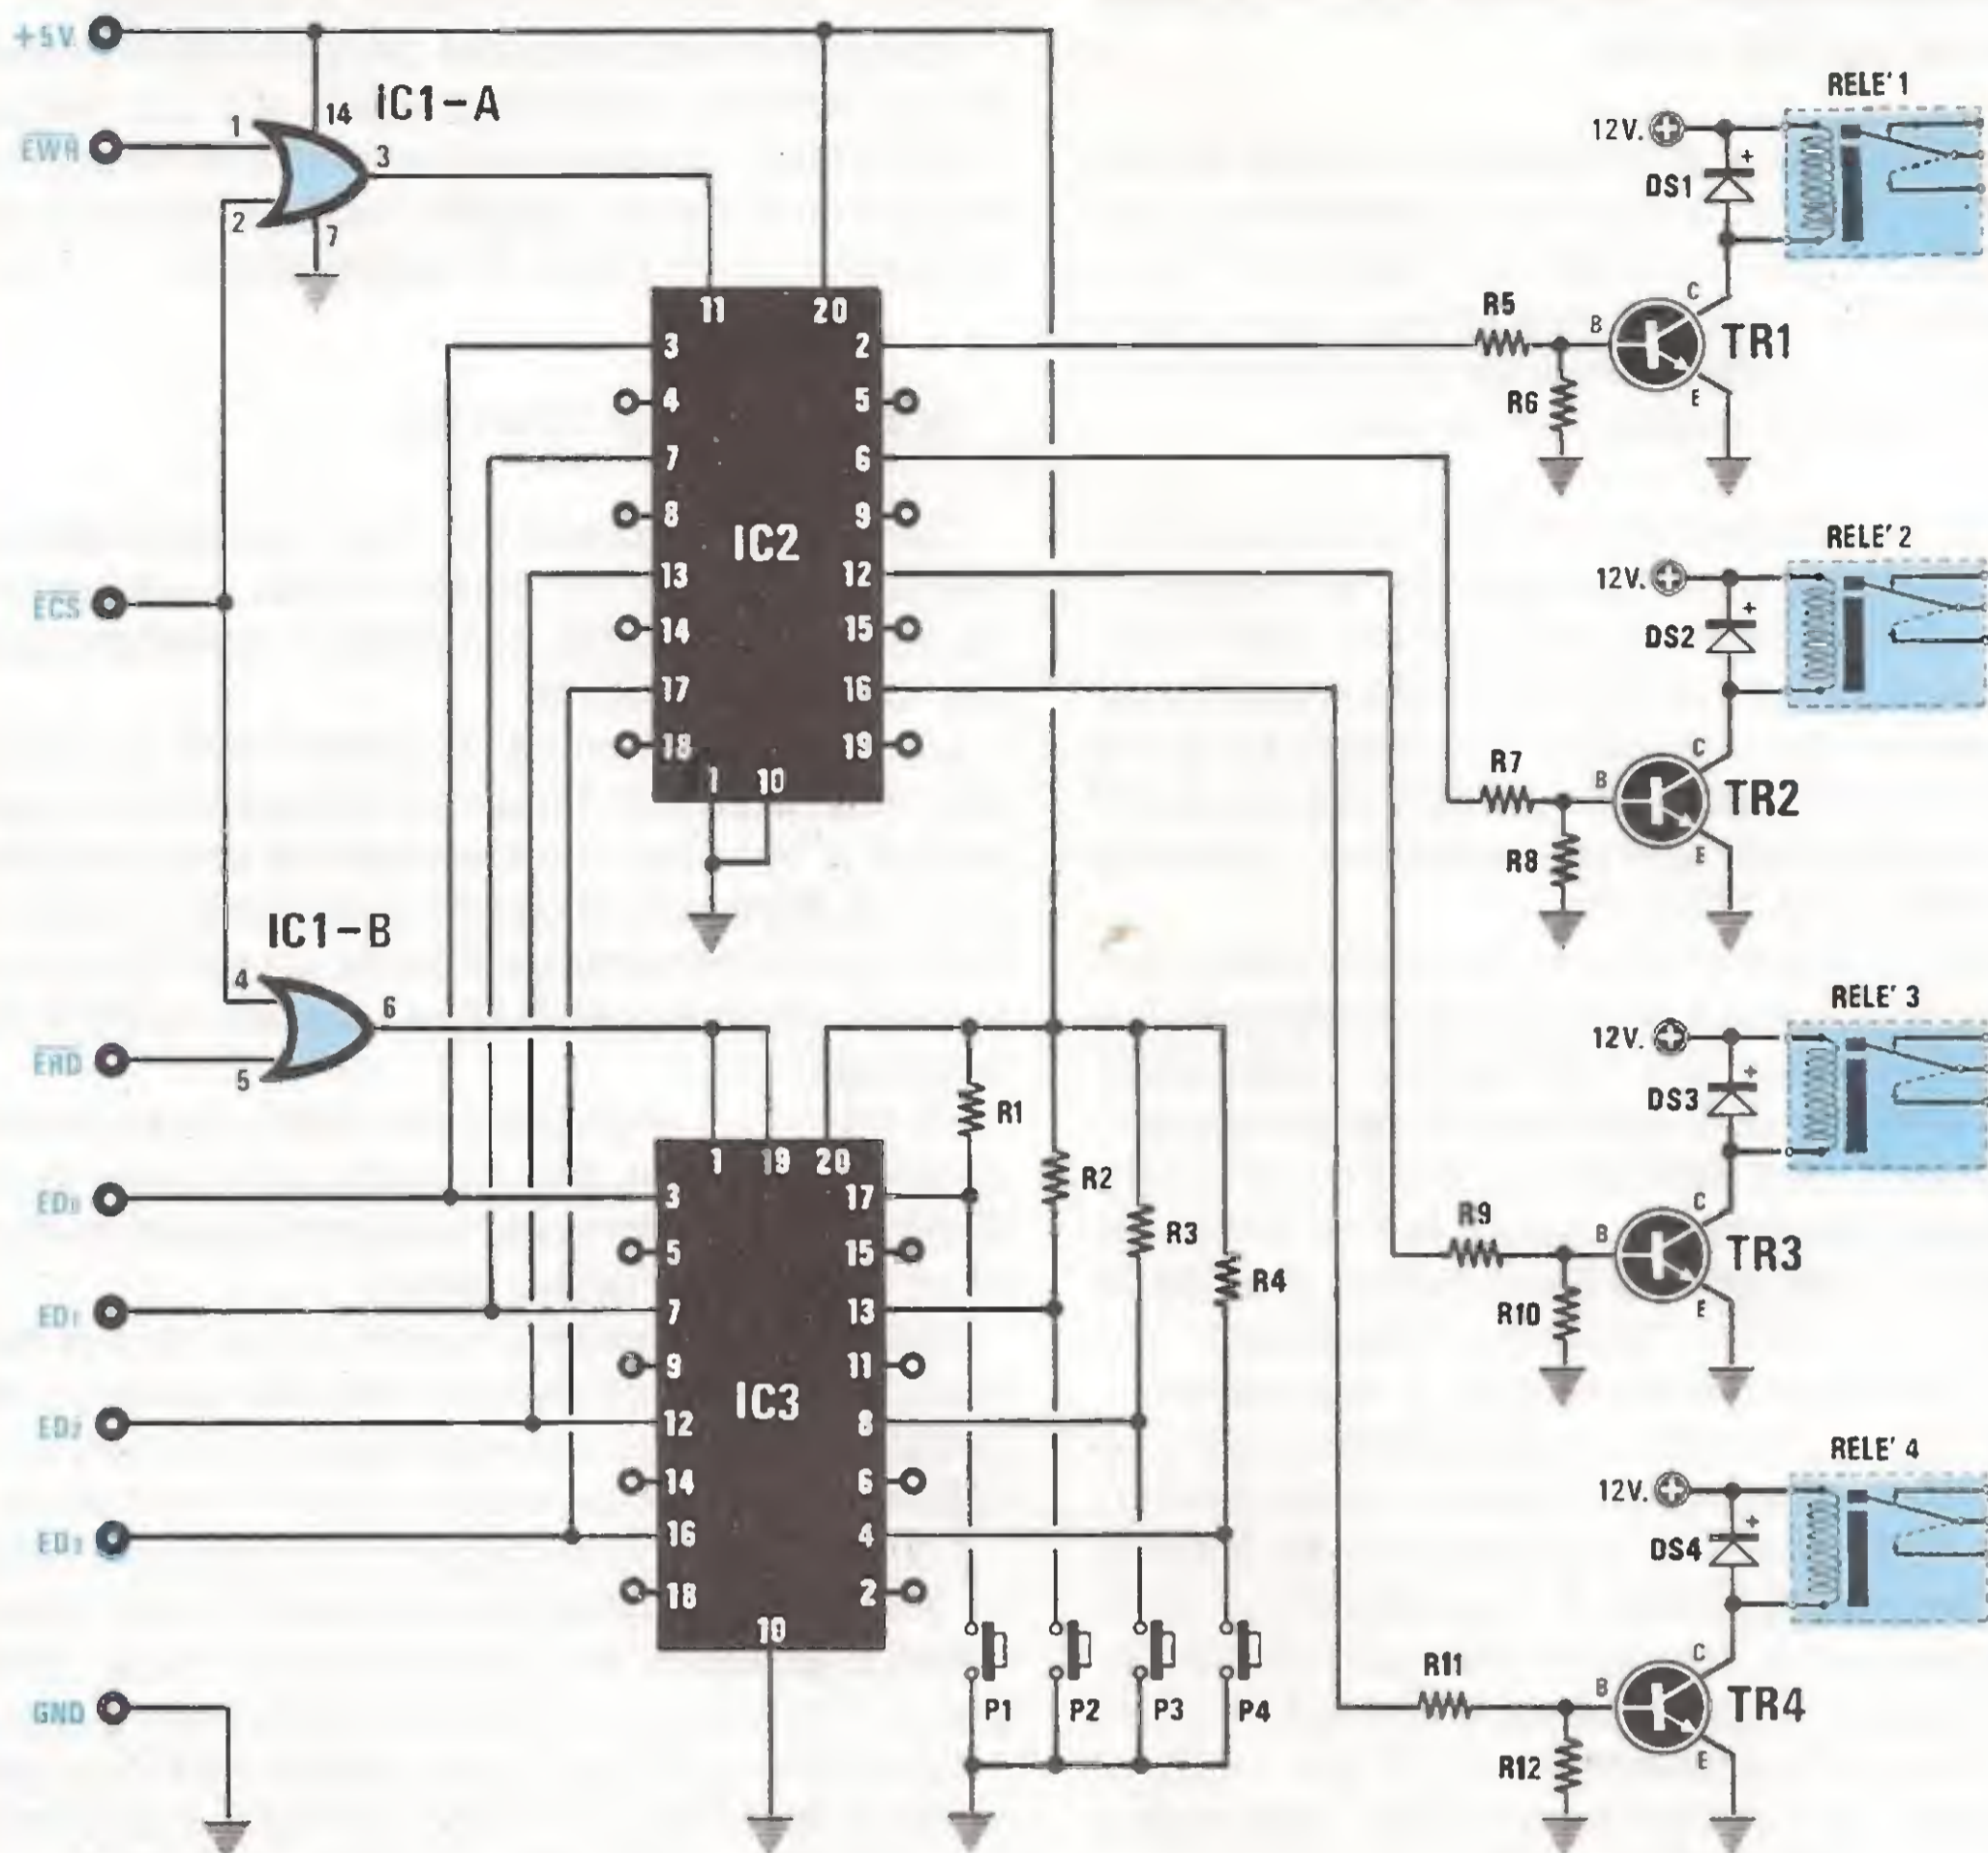 +5V
IC1-A
1
14
EWR
3
2
7
RELE' 1
12V.
+
DS1
C
B
TR1
E
R5
R6
11
20
3
2
4
5
7
6
8
9
IC2
13
12
ECS
14
15
17
16
18
19
1
10
RELE' 2
12V.
+
DS2
C
R7
B
TR2
E
R8
IC1-B
4
6
ERD
5
RELE' 3
12V.
+
DS3
C
R9
B
TR3
E
R10
R1
R2
R3
R4
1
19
20
ED0
3
17
5
15
ED1
7
13
9
11
IC3
ED2
12
8
14
6
ED3
16
4
18
2
10
RELE' 4
12V.
+
DS4
C
R11
B
TR4
E
R12
GND
P1
P2
P3
P4